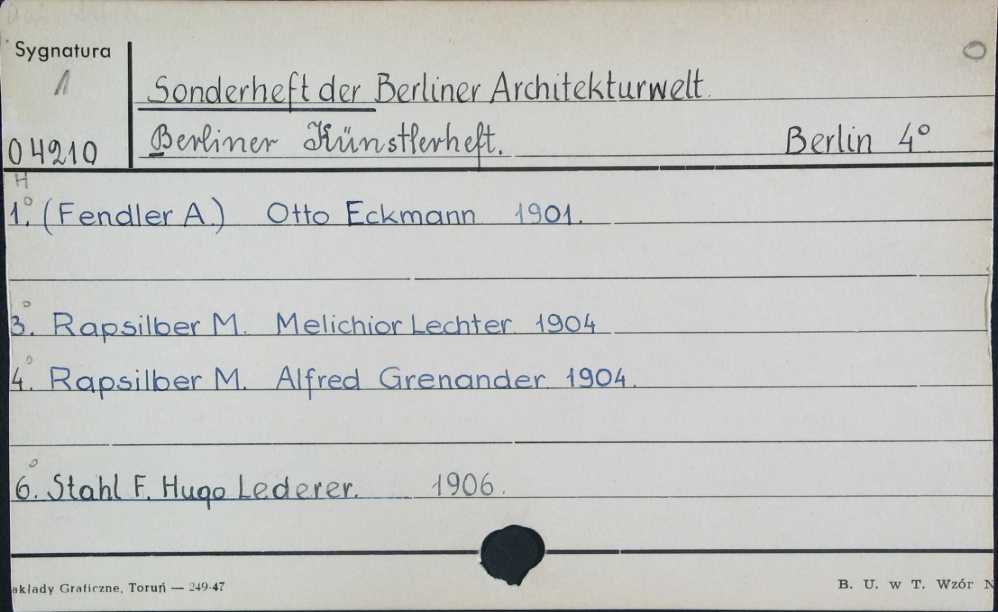 Sygnatura
1
04210
Sonderheft der Berliner Architekturwelt.
Berliner Künstlerheft. Berlin 4°
H
1. (Fendler A.) Otto Eckmann 1901.
3. Rapsilber M. Melichior Lechter 1904
4. Rapsilber M. Alfred Grenander 1904.
6. Stahl F. Hugo Lederer. 1906.
akłady Graficzne, Toruń — 249-47
B. U. w T. Wzór N